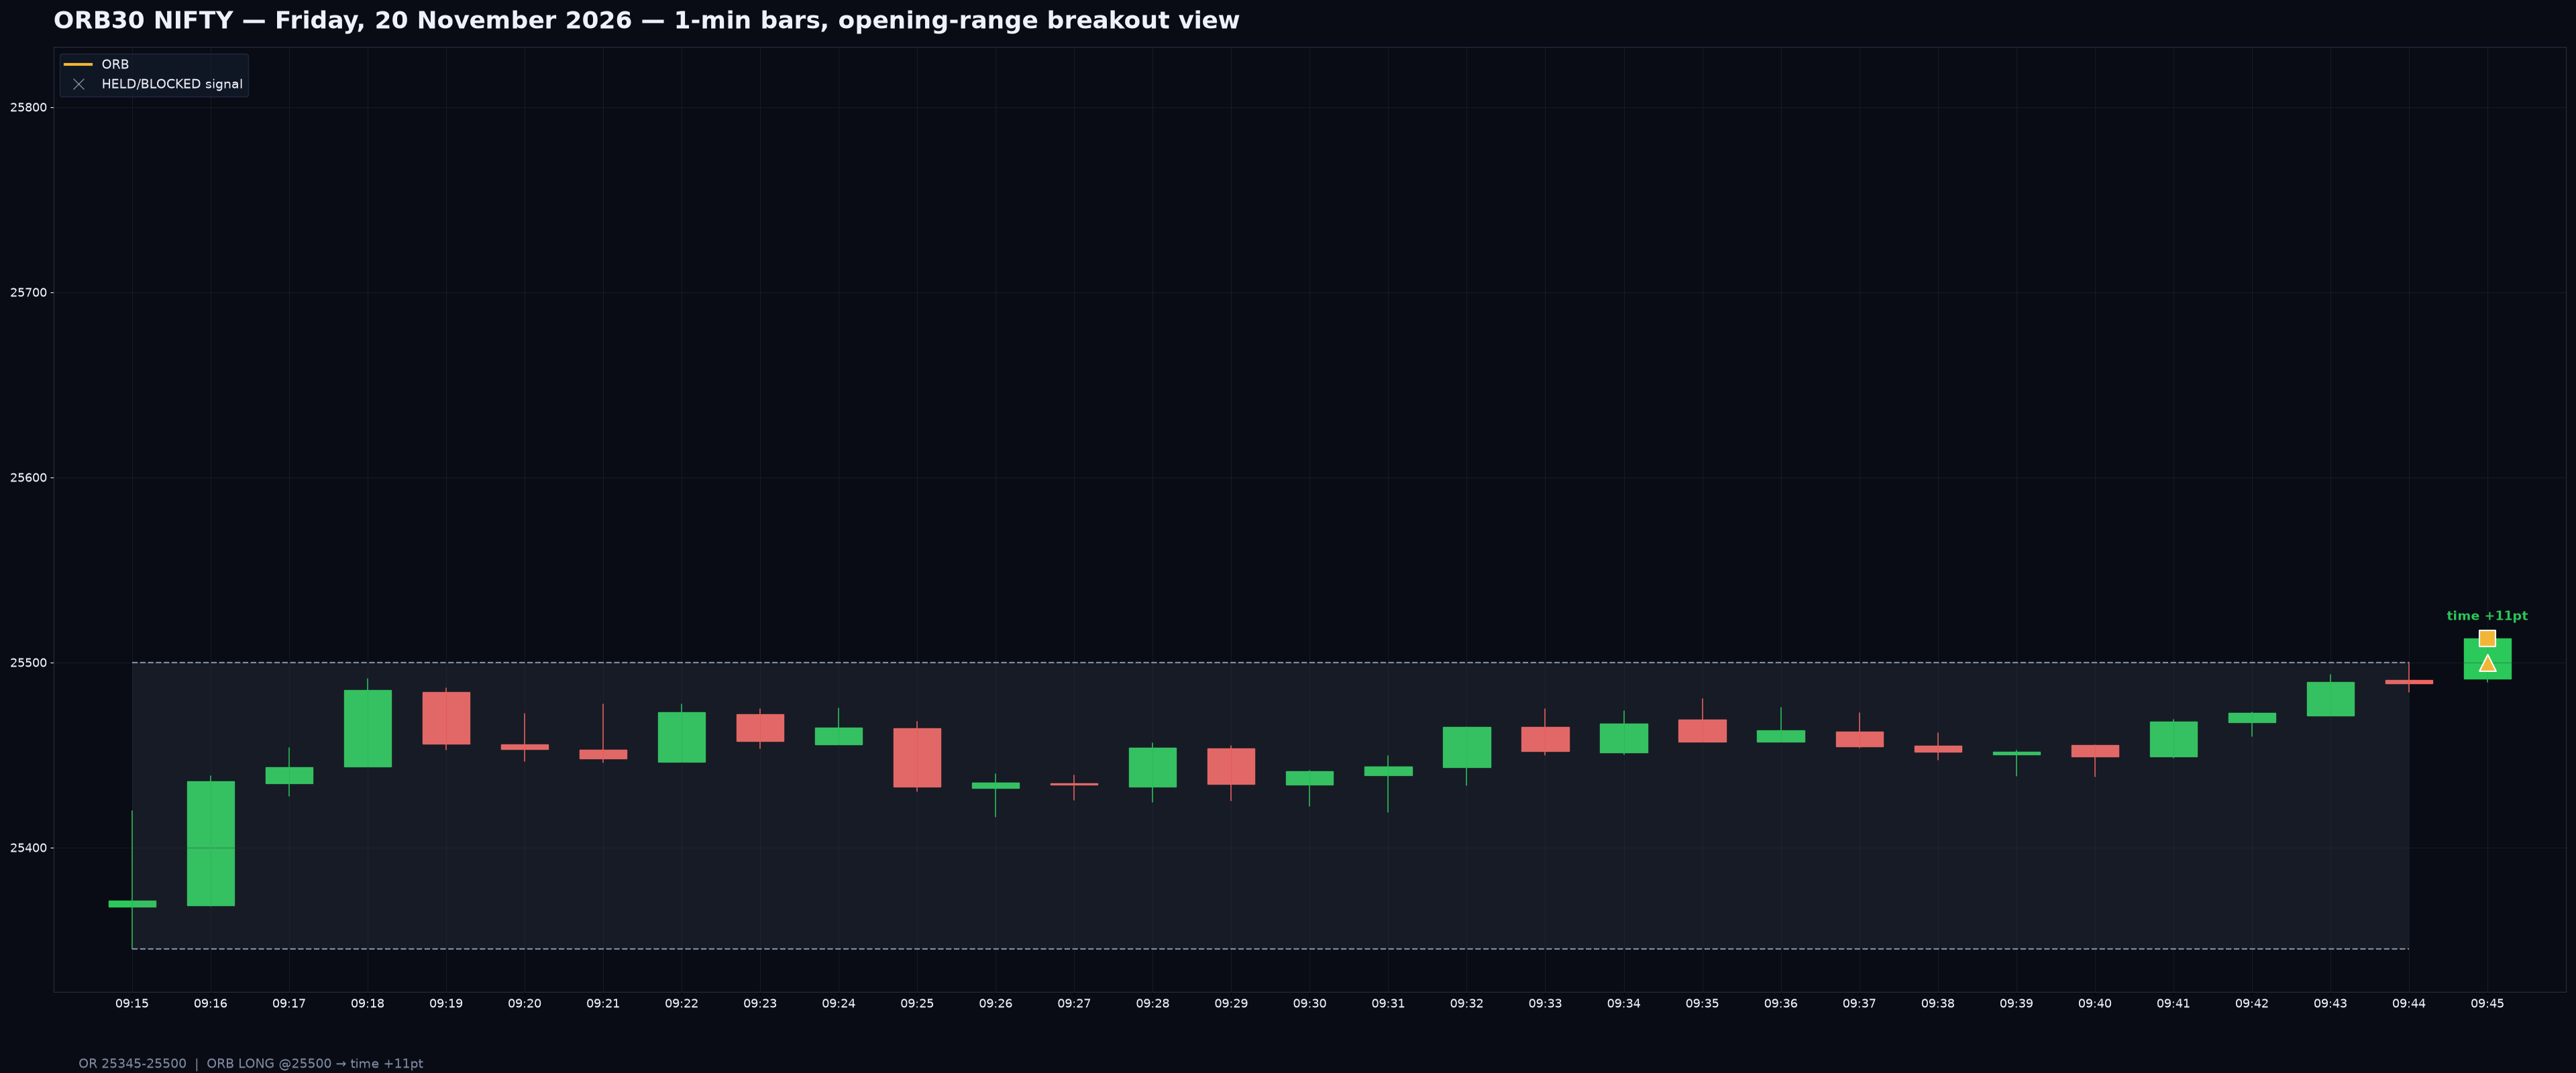 ORB30 NIFTY — Friday, 20 November 2026 — 1-min bars, opening-range breakout view
ORB
HELD/BLOCKED signal
25800
25700
25600
25500
25400
time +11pt
09:15 09:16 09:17 09:18 09:19 09:20 09:21 09:22 09:23 09:24 09:25 09:26 09:27 09:28 09:29 09:30 09:31 09:32 09:33 09:34 09:35 09:36 09:37 09:38 09:39 09:40 09:41 09:42 09:43 09:44 09:45
OR 25345-25500 | ORB LONG @25500 → time +11pt